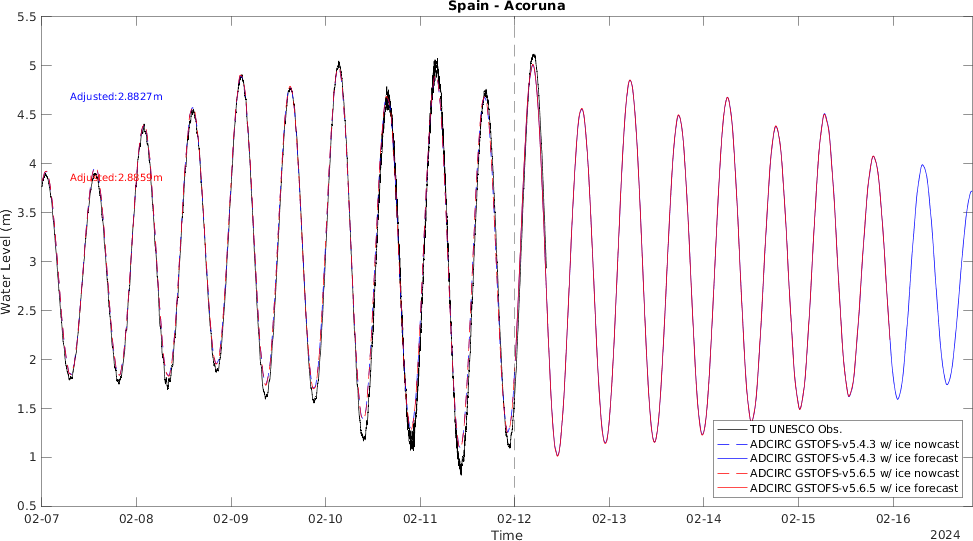 Spain - Acoruna
5.5
5
4.5
4
3.5
3
2.5
2
1.5
1
0.5
Water Level (m)
Adjusted:2.8827m
Adjusted:2.8859m
TD UNESCO Obs.
ADCIRC GSTOFS-v5.4.3 w/ ice nowcast
ADCIRC GSTOFS-v5.4.3 w/ ice forecast
ADCIRC GSTOFS-v5.6.5 w/ ice nowcast
ADCIRC GSTOFS-v5.6.5 w/ ice forecast
02-07 02-08 02-09 02-10 02-11 02-12 02-13 02-14 02-15 02-16
Time
2024